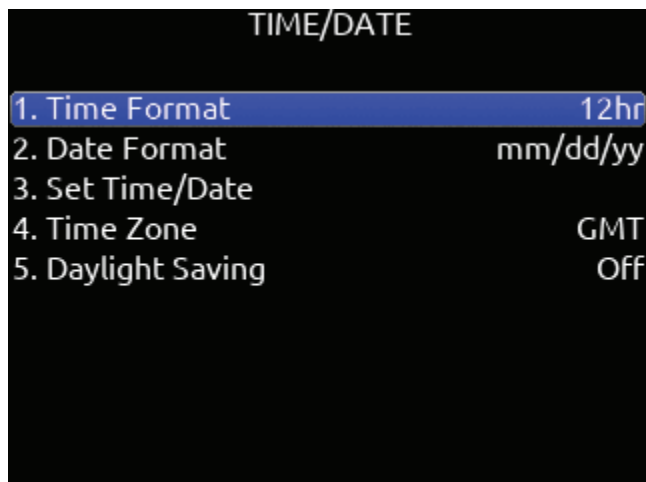 TIME/DATE
1. Time Format 12hr
2. Date Format mm/dd/yy
3. Set Time/Date
4. Time Zone GMT
5. Daylight Saving Off